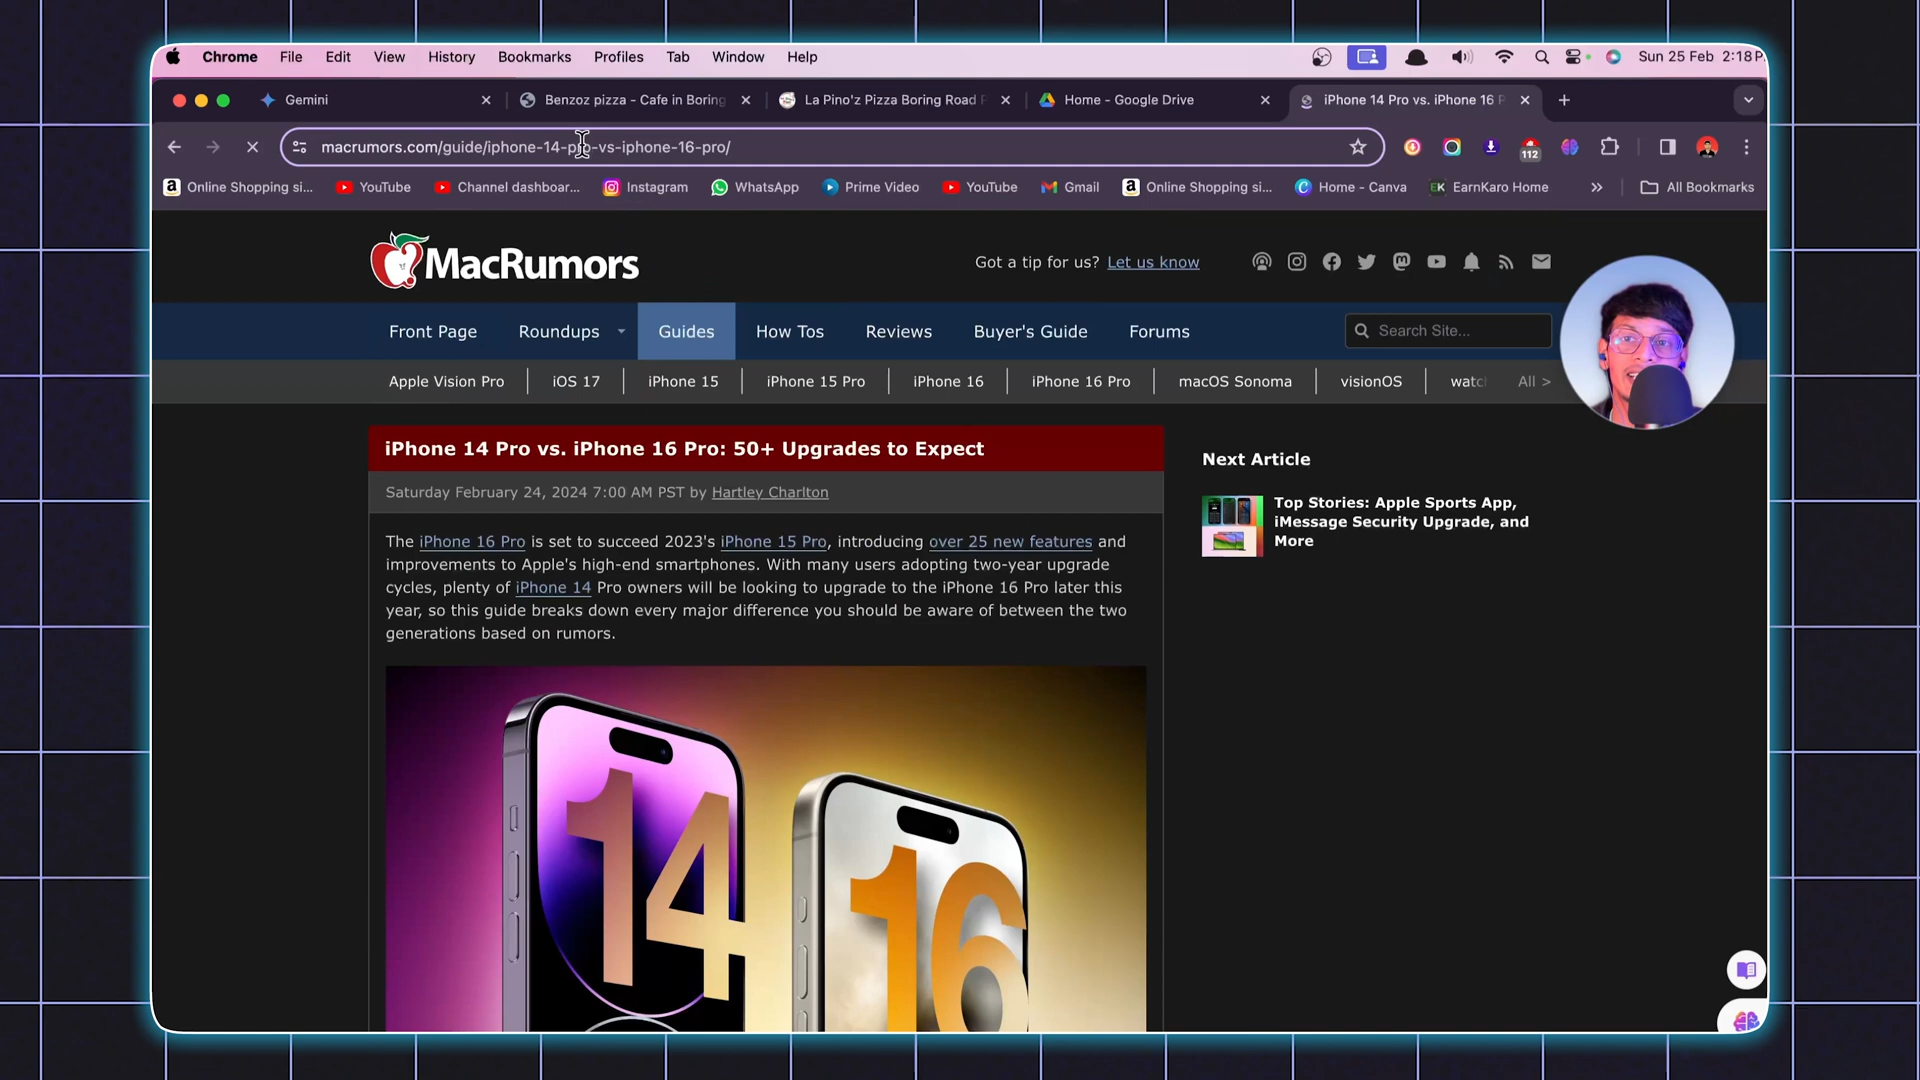 Chrome File Edit View History Bookmarks Profiles Tab Window Help Sun 25 Feb 2:18P
Gemini Benzoz pizza - Cafe in Boring La Pino'z Pizza Boring Road Home - Google Drive iPhone 14 Pro vs. iPhone 16
macrumors.com/guide/iphone-14-pro-vs-iphone-16-pro/ 112
Online Shopping si... YouTube Channel dashboar... Instagram WhatsApp Prime Video YouTube Gmail Online Shopping si... Home - Canva EK EarnKaro Home » All Bookmarks
MacRumors
Got a tip for us? Let us know
Front Page Roundups Guides How Tos Reviews Buyer's Guide Forums Search Site...
Apple Vision Pro iOS 17 iPhone 15 iPhone 15 Pro iPhone 16 iPhone 16 Pro macOS Sonoma visionOS watc All >
iPhone 14 Pro vs. iPhone 16 Pro: 50+ Upgrades to Expect
Saturday February 24, 2024 7:00 AM PST by Hartley Charlton
The iPhone 16 Pro is set to succeed 2023's iPhone 15 Pro, introducing over 25 new features and
improvements to Apple's high-end smartphones. With many users adopting two-year upgrade
cycles, plenty of iPhone 14 Pro owners will be looking to upgrade to the iPhone 16 Pro later this
year, so this guide breaks down every major difference you should be aware of between the two
generations based on rumors.
Next Article
Top Stories: Apple Sports App,
iMessage Security Upgrade, and
More
14
16